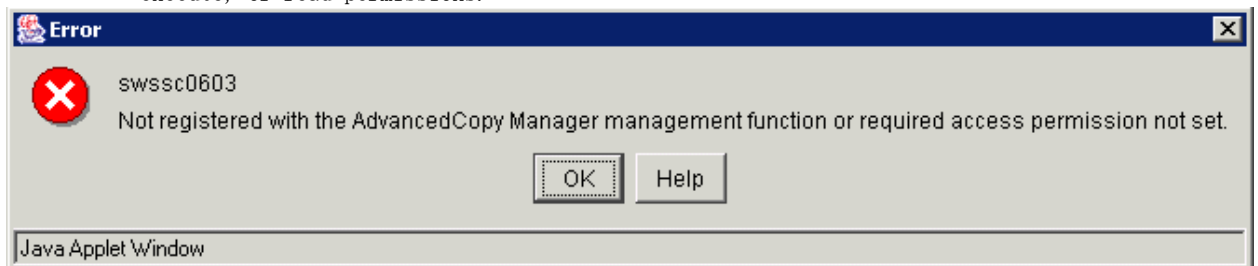 Error
swssc0603
Not registered with the AdvancedCopy Manager management function or required access permission not set.
OK Help
Java Applet Window